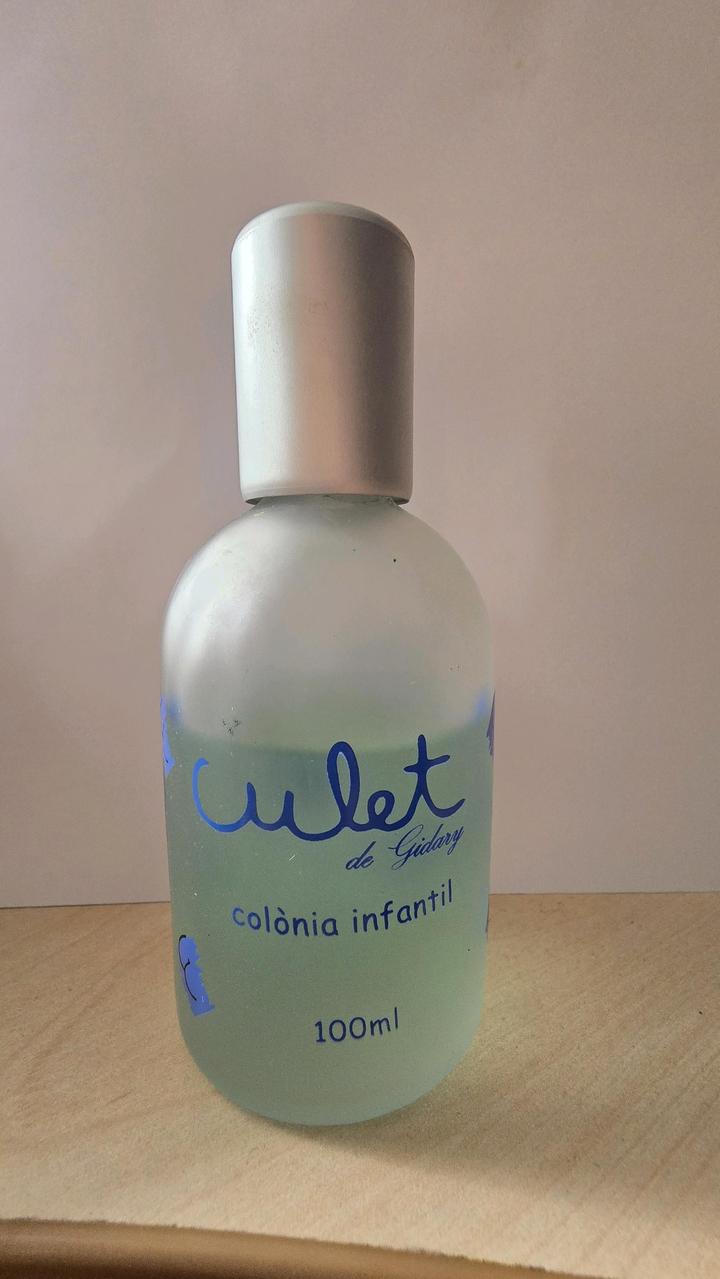 culet
de Gidary
colònia infantil
100ml